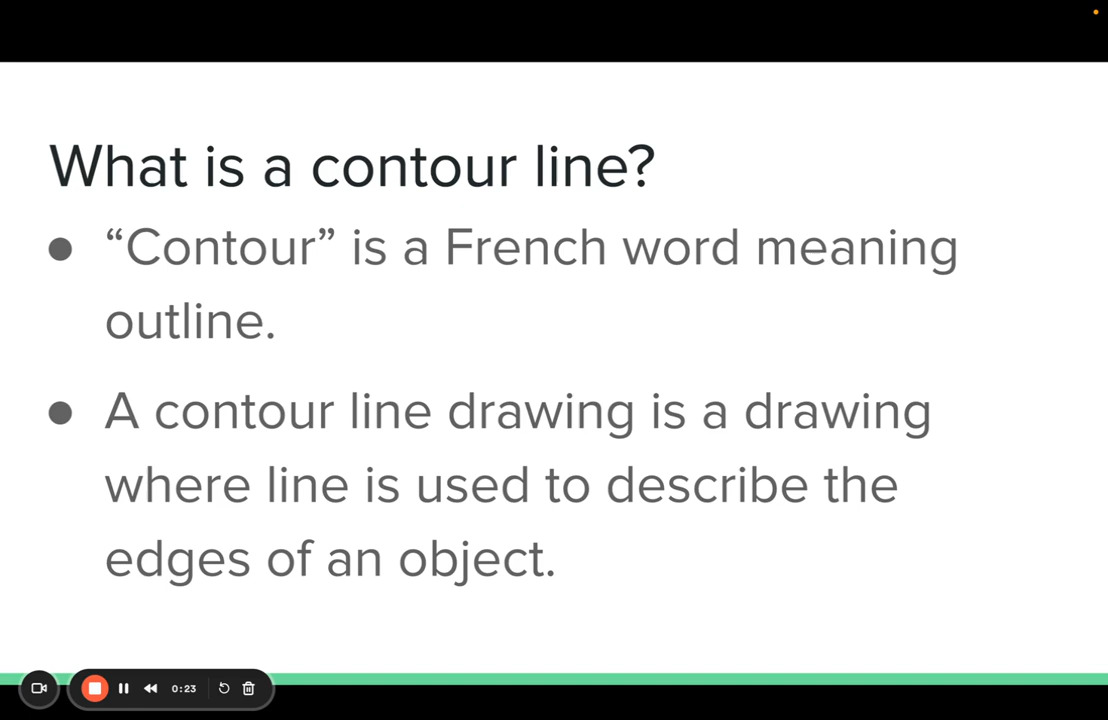 What is a contour line?
● “Contour” is a French word meaning
outline.
● A contour line drawing is a drawing
where line is used to describe the
edges of an object.
0:23